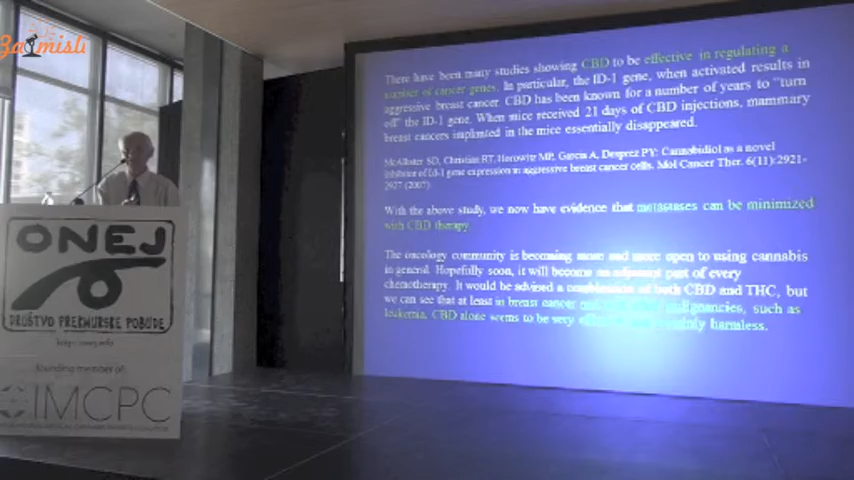 Zamisli
There have been many studies showing CBD to be effective in regulating a
number of cancer genes. In particular, the ID-1 gene, when activated results in
aggressive breast cancer. CBD has been known for a number of years to "turn
off" the ID-1 gene. When mice received 21 days of CBD injections, mammary
breast cancers implanted in the mice essentially disappeared.
McAllister SD, Christian RT, Horowitz MP, Garcia A, Desprez PY: Cannabidiol as a novel
inhibitor of Id-1 gene expression in aggressive breast cancer cells. Mol Cancer Ther. 6(11):2921-
2927 (2007)
With the above study, we now have evidence that metastases can be minimized
with CBD therapy.
The oncology community is becoming more and more open to using cannabis
in general. Hopefully soon, it will become an adjuvant part of every
chemotherapy. It would be advised a combination of both CBD and THC, but
we can see that at least in breast cancer malignancies, such as
leukemia, CBD alone seems to be very harmless.
ONEJ
DRUŠTVO PREKMURSKE POBUDE
founding member of:
IMCPC